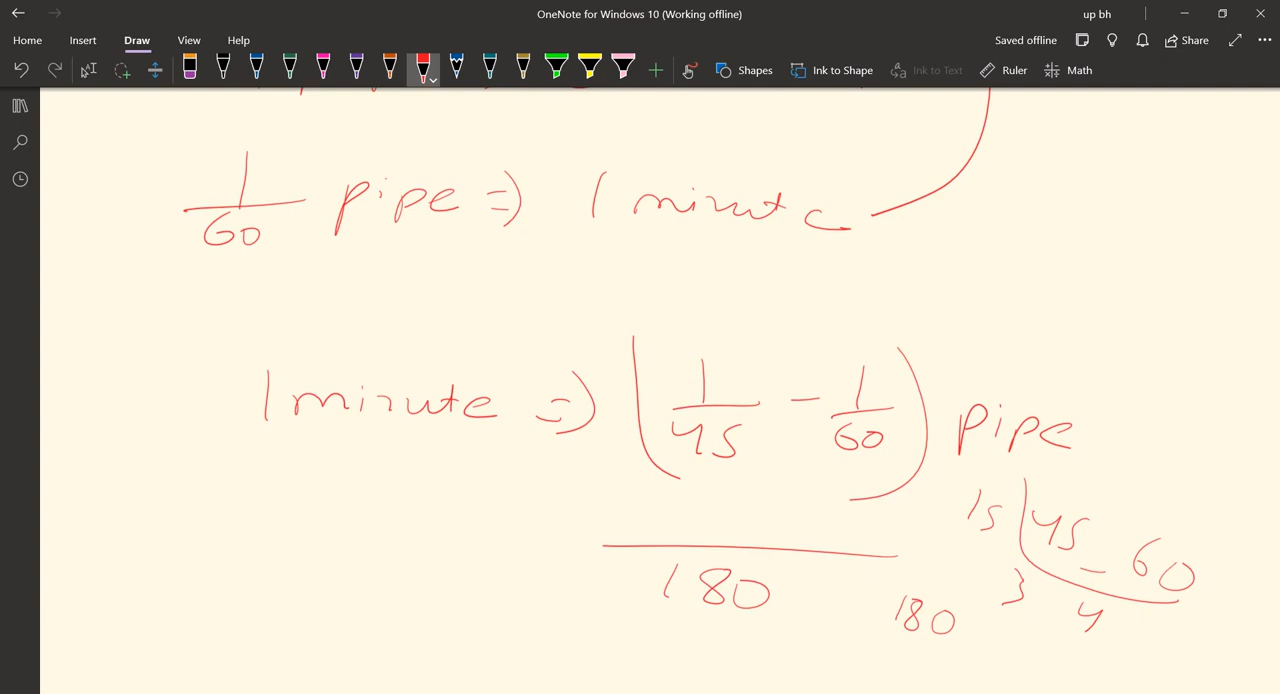 OneNote for Windows 10 (Working offline)
up bh
Home Insert Draw View Help
Saved offline
Share
Shapes
Ink to Shape
Ink to Text
Ruler
Math
1/60 pipe => 1 minute
1 minute => (1/45 - 1/60) pipe
15 | 45 - 60
3 4
180
180